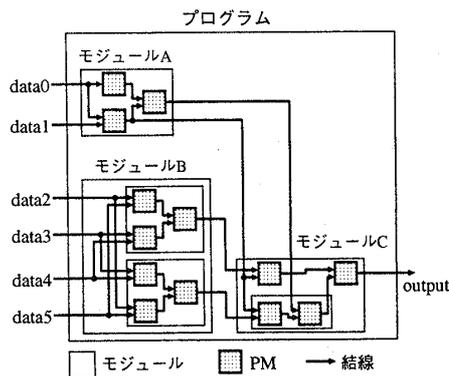 プログラム
モジュールA
data0
data1
モジュールB
data2
data3
data4
data5
モジュールC
output
モジュール
PM
結線